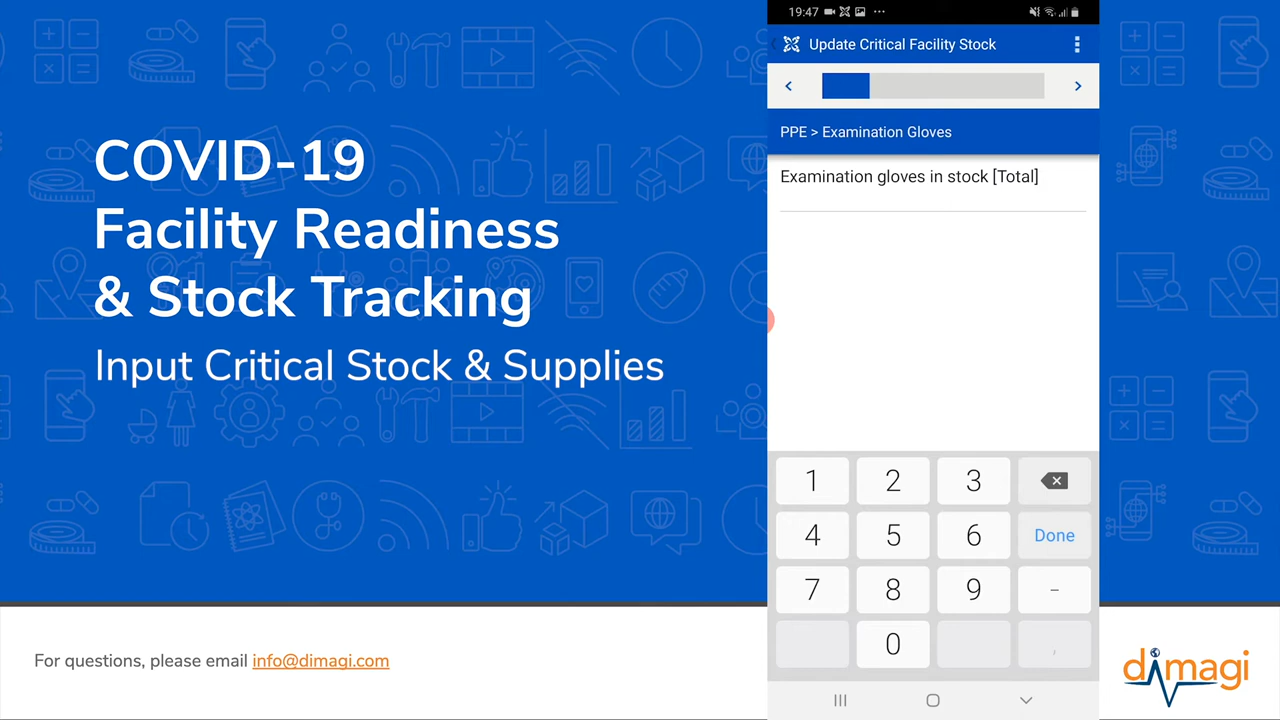 COVID-19
Facility Readiness
& Stock Tracking
Input Critical Stock & Supplies
For questions, please email info@dimagi.com
19:47
Update Critical Facility Stock
PPE > Examination Gloves
Examination gloves in stock [Total]
1 2 3
4 5 6 Done
7 8 9 -
0 ,
dimagi